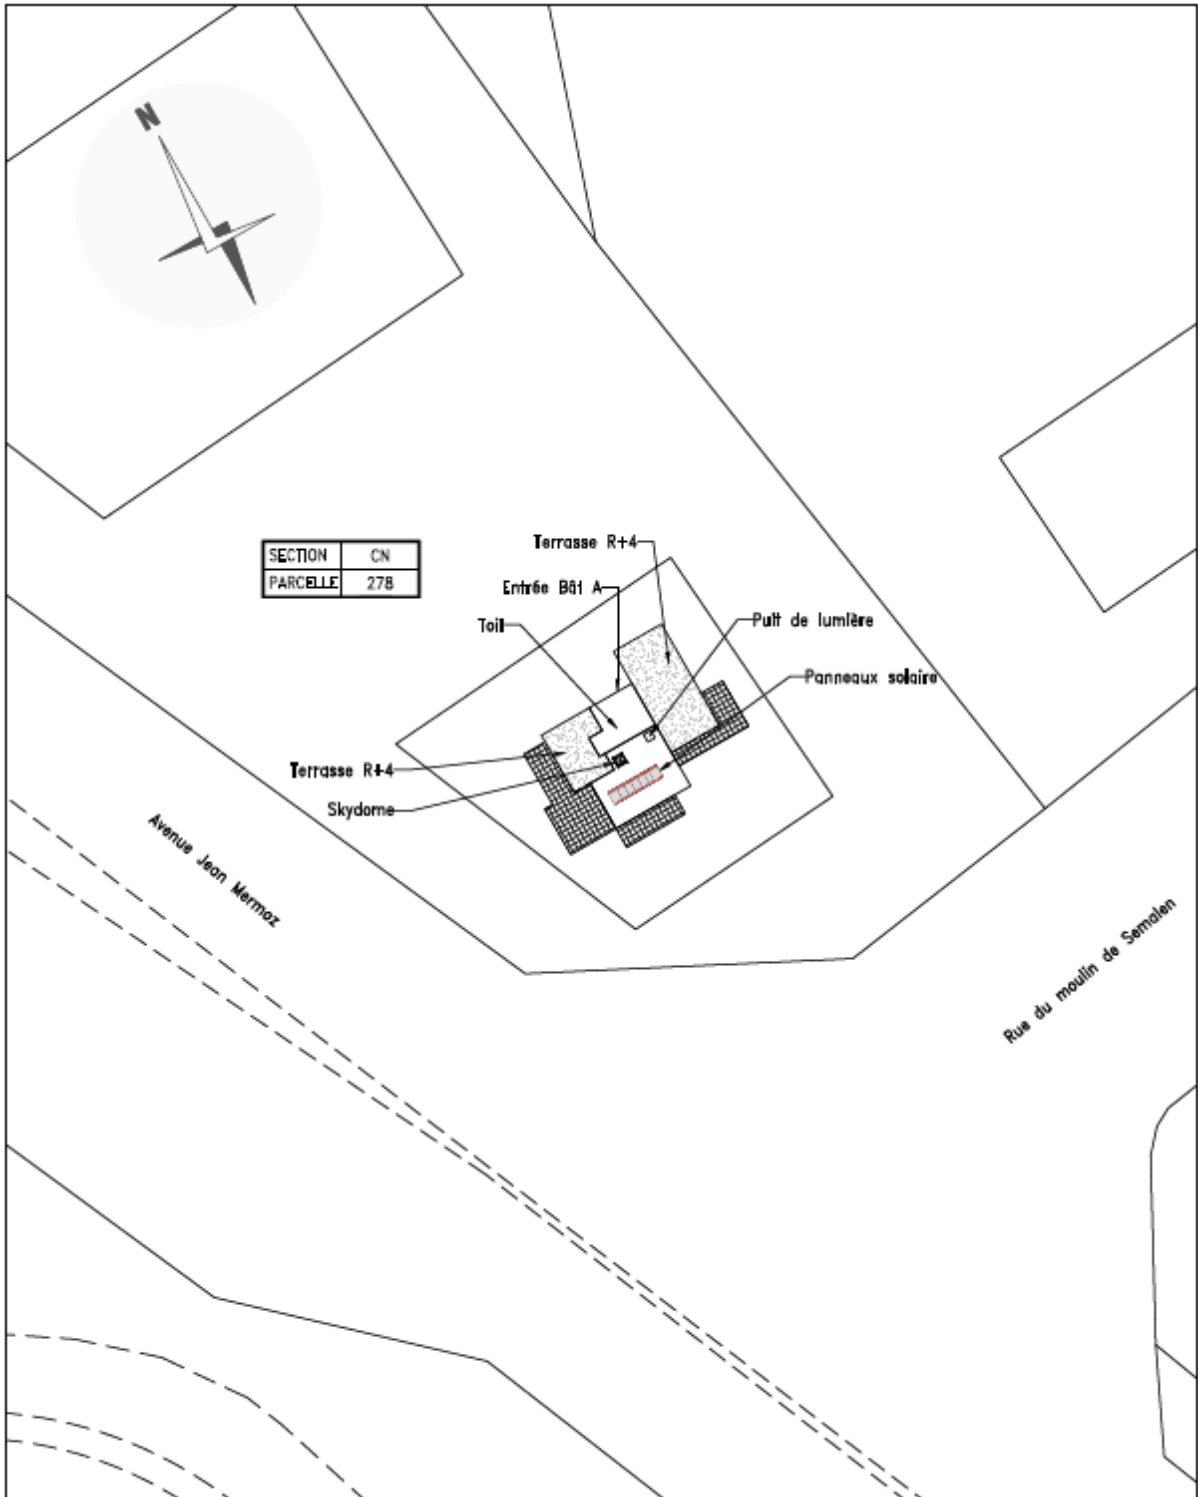 N
SECTION CN
PARCELLE 278
Terrasse R+4
Entrée Bât A
Toit
Puit de lumière
Panneaux solaire
Terrasse R+4
Skydome
Avenue Jean Mermoz
Rue du moulin de Semalen